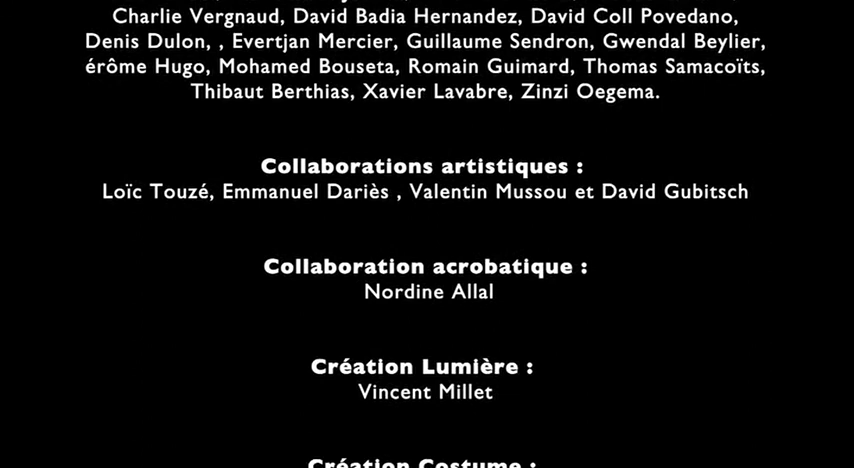 Charlie Vergnaud, David Badia Hernandez, David Coll Povedano,
Denis Dulon, , Evertjan Mercier, Guillaume Sendron, Gwendal Beylier,
érôme Hugo, Mohamed Bouseta, Romain Guimard, Thomas Samacoïts,
Thibaut Berthias, Xavier Lavabre, Zinzi Oegema.
Collaborations artistiques :
Loïc Touzé, Emmanuel Dariès , Valentin Mussou et David Gubitsch
Collaboration acrobatique :
Nordine Allal
Création Lumière :
Vincent Millet
Création Costume :